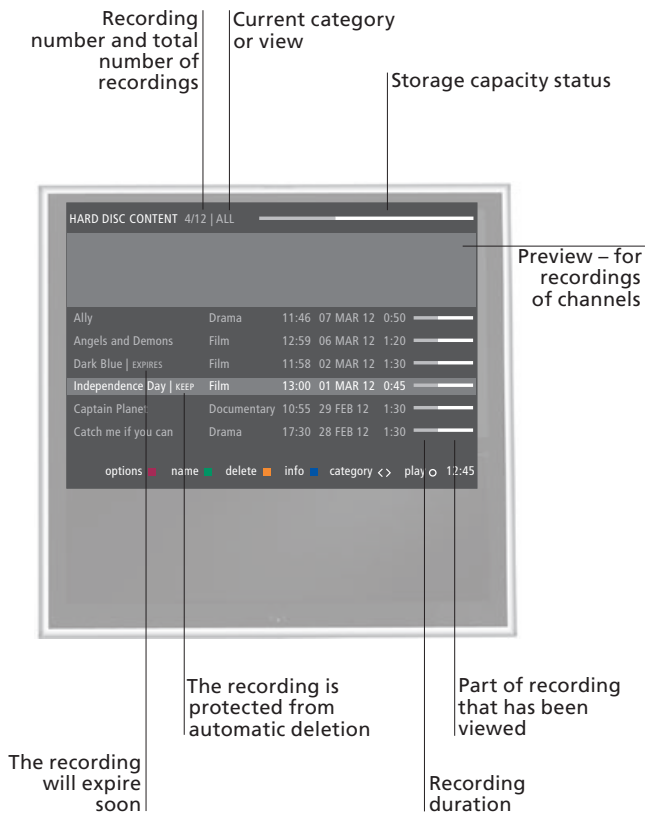 Recording
number and total
number of
recordings
Current category
or view
Storage capacity status
HARD DISC CONTENT 4/12 | ALL
Preview – for
recordings
of channels
Ally Drama 11:46 07 MAR 12 0:50
Angels and Demons Film 12:59 06 MAR 12 1:20
Dark Blue | EXPIRES Film 11:58 02 MAR 12 1:30
Independence Day | KEEP Film 13:00 01 MAR 12 0:45
Captain Planet Documentary 10:55 29 FEB 12 1:30
Catch me if you can Drama 17:30 28 FEB 12 1:30
options name delete info category <> play 12:45
The recording is
protected from
automatic deletion
Part of recording
that has been
viewed
The recording
will expire
soon
Recording
duration